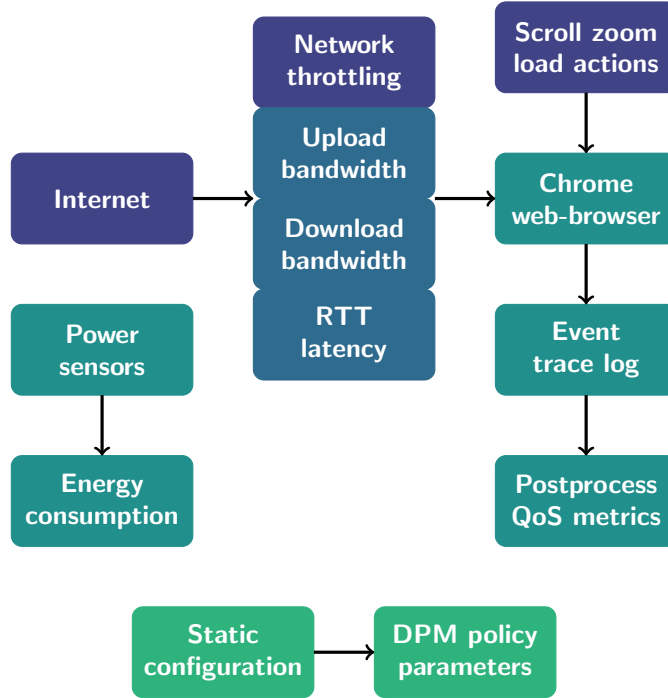 Network
throttling
Scroll zoom
load actions
Internet
Upload
bandwidth
Download
bandwidth
RTT
latency
Chrome
web-browser
Power
sensors
Event
trace log
Energy
consumption
Postprocess
QoS metrics
Static
configuration
DPM policy
parameters